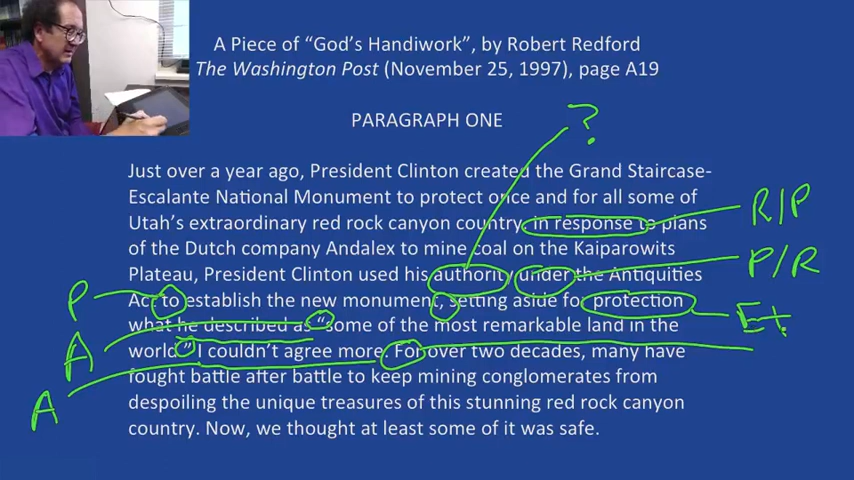 A Piece of “God’s Handiwork”, by Robert Redford
The Washington Post (November 25, 1997), page A19
PARAGRAPH ONE
?
Just over a year ago, President Clinton created the Grand Staircase-
Escalante National Monument to protect once and for all some of
Utah’s extraordinary red rock canyon country. In response to plans R/P
of the Dutch company Andalex to mine coal on the Kaiparowits
Plateau, President Clinton used his authority under the Antiquities P/R
P Act to establish the new monument, setting aside for protection Ex.
A what he described as “some of the most remarkable land in the
world.” I couldn’t agree more. For over two decades, many have
fought battle after battle to keep mining conglomerates from
A despoiling the unique treasures of this stunning red rock canyon
country. Now, we thought at least some of it was safe.